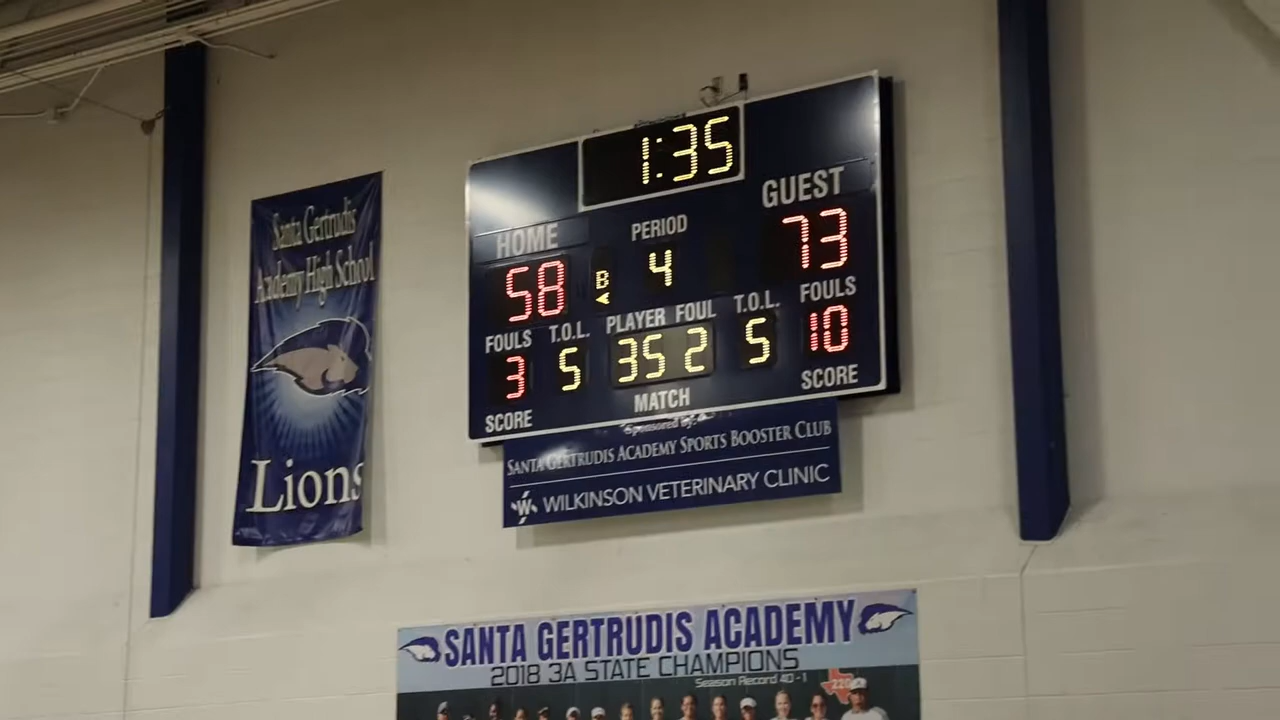 Santa Gertrudis
Academy High School
Lions
1:35
HOME PERIOD GUEST
58 B 4 73
FOULS T.O.L. PLAYER FOUL T.O.L. FOULS
3 5 35 2 5 10
SCORE MATCH SCORE
Sponsored by:
SANTA GERTRUDIS ACADEMY SPORTS BOOSTER CLUB
W WILKINSON VETERINARY CLINIC
SANTA GERTRUDIS ACADEMY
2018 3A STATE CHAMPIONS
Season Record 40 - 1
220